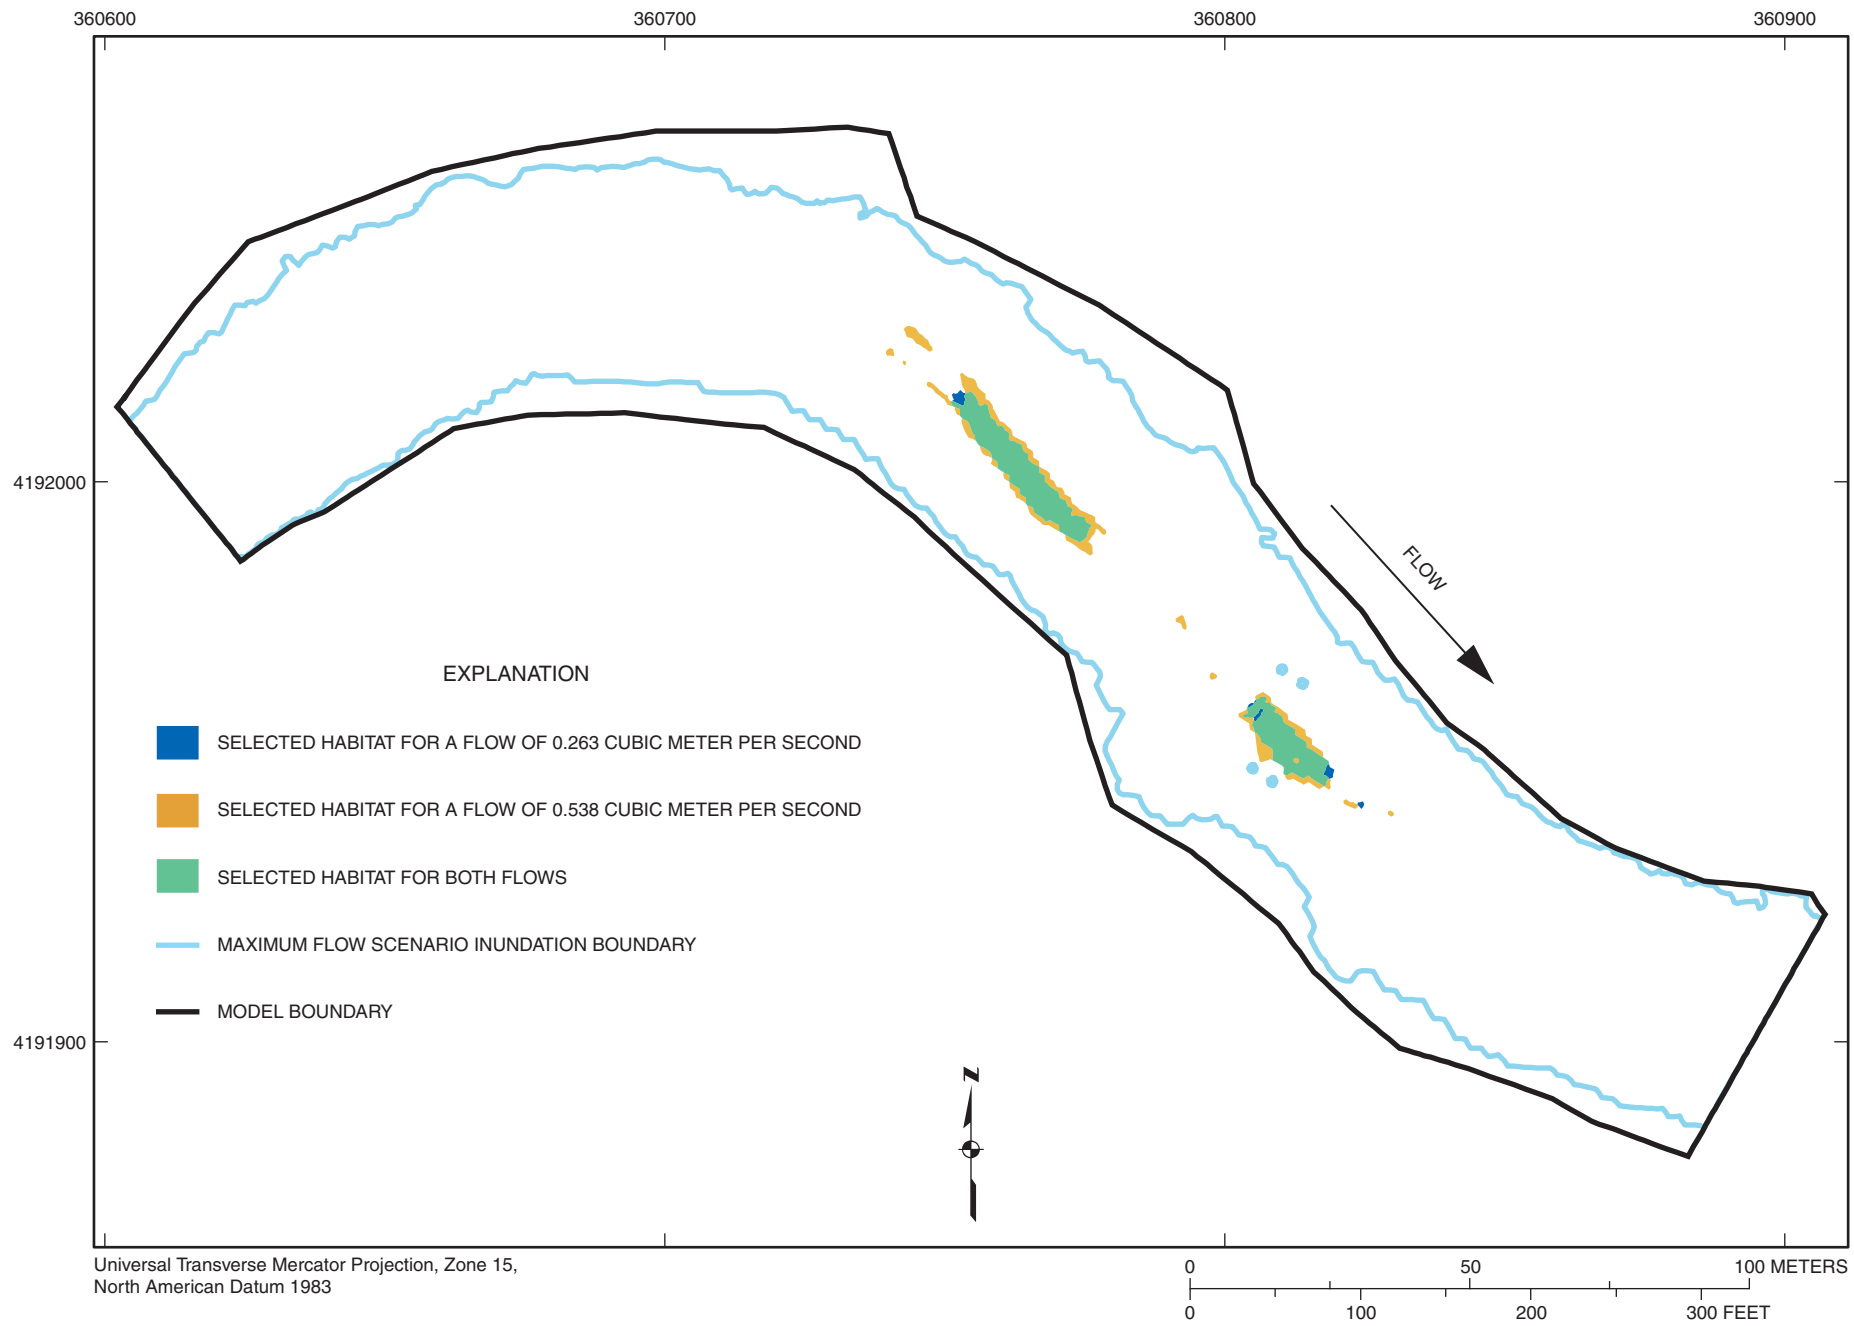 360600 360700 360800 360900
4192000
FLOW
EXPLANATION
SELECTED HABITAT FOR A FLOW OF 0.263 CUBIC METER PER SECOND
SELECTED HABITAT FOR A FLOW OF 0.538 CUBIC METER PER SECOND
SELECTED HABITAT FOR BOTH FLOWS
MAXIMUM FLOW SCENARIO INUNDATION BOUNDARY
MODEL BOUNDARY
4191900
N
Universal Transverse Mercator Projection, Zone 15,
North American Datum 1983
0 50 100 METERS
0 100 200 300 FEET